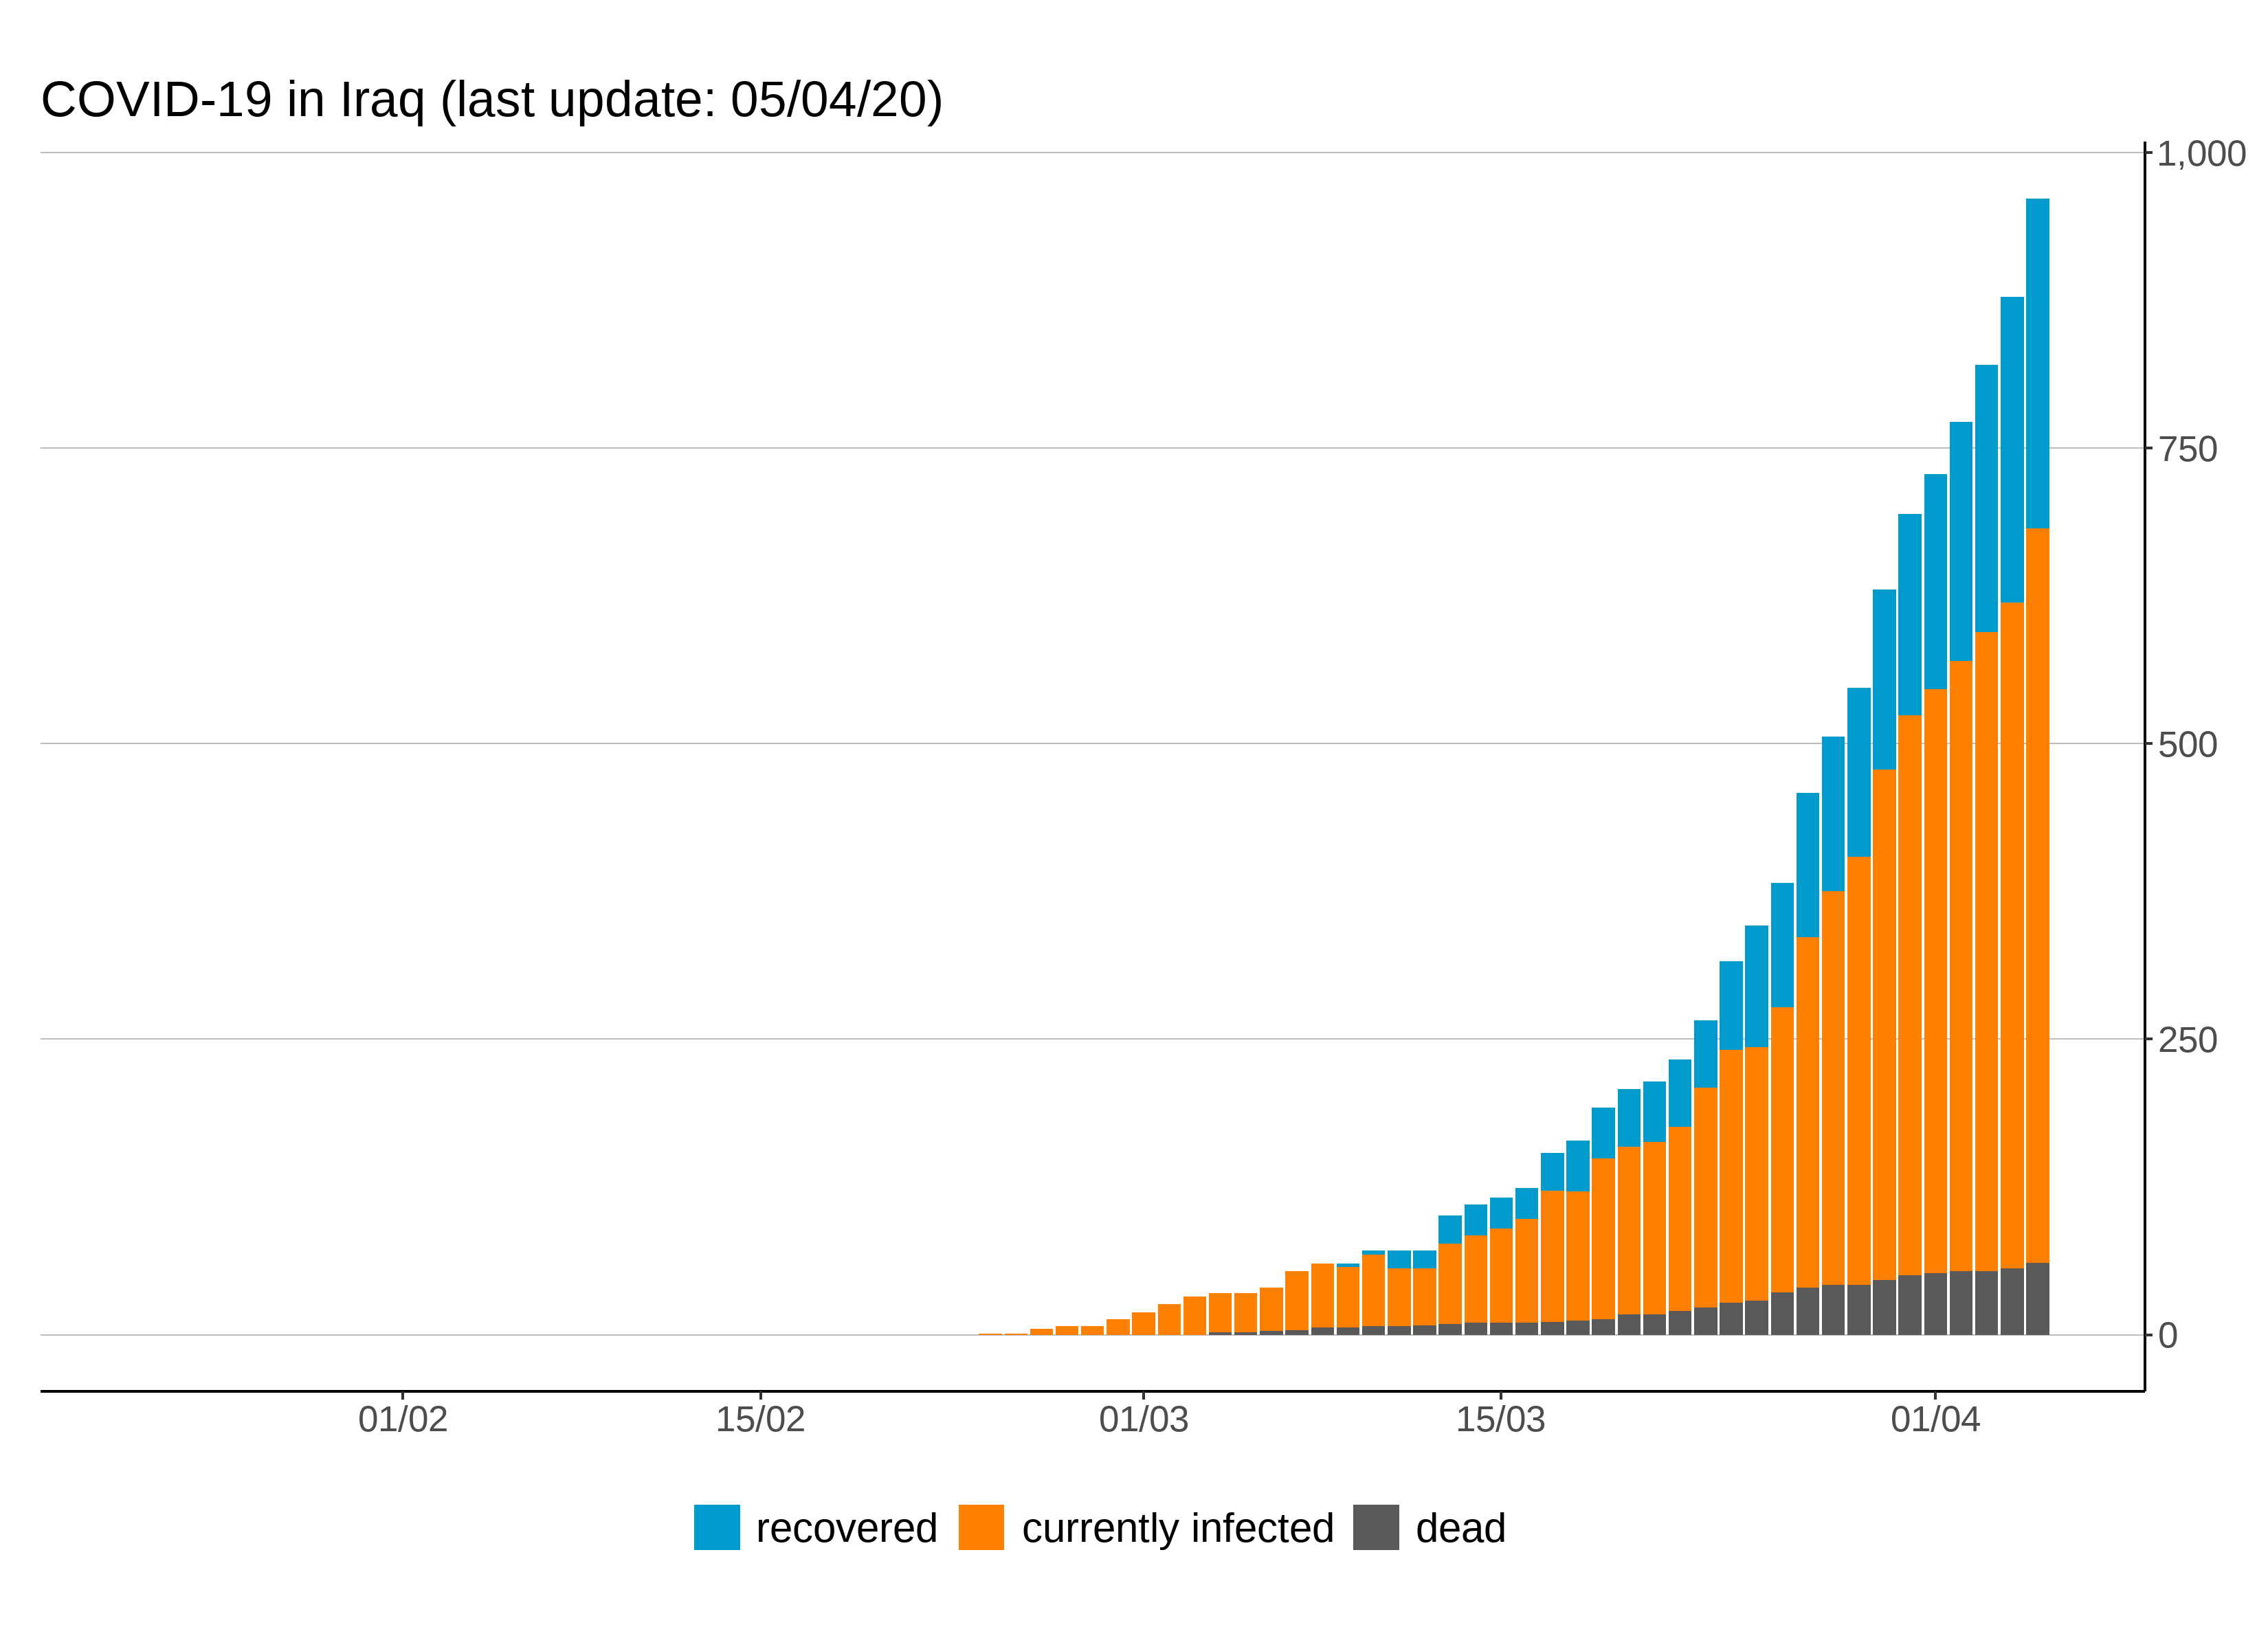 COVID-19 in Iraq (last update: 05/04/20)
1,000
750
500
250
0
01/02 15/02 01/03 15/03 01/04
recovered currently infected dead